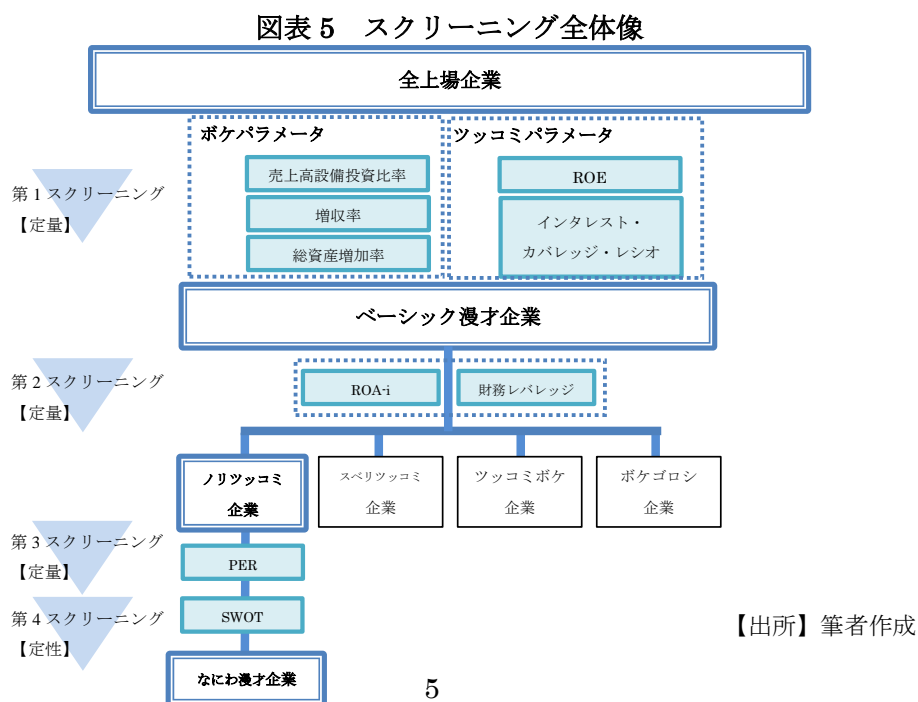 図表 5　スクリーニング全体像
全上場企業
ボケパラメータ
ツッコミパラメータ
第 1 スクリーニング
【定量】
売上高設備投資比率
増収率
総資産増加率
ROE
インタレスト・
カバレッジ・レシオ
ベーシック漫才企業
第 2 スクリーニング
【定量】
ROA-i
財務レバレッジ
ノリツッコミ
企業
スベリツッコミ
企業
ツッコミボケ
企業
ボケゴロシ
企業
第 3 スクリーニング
【定量】
PER
第 4 スクリーニング
【定性】
SWOT
なにわ漫才企業
【出所】筆者作成
5